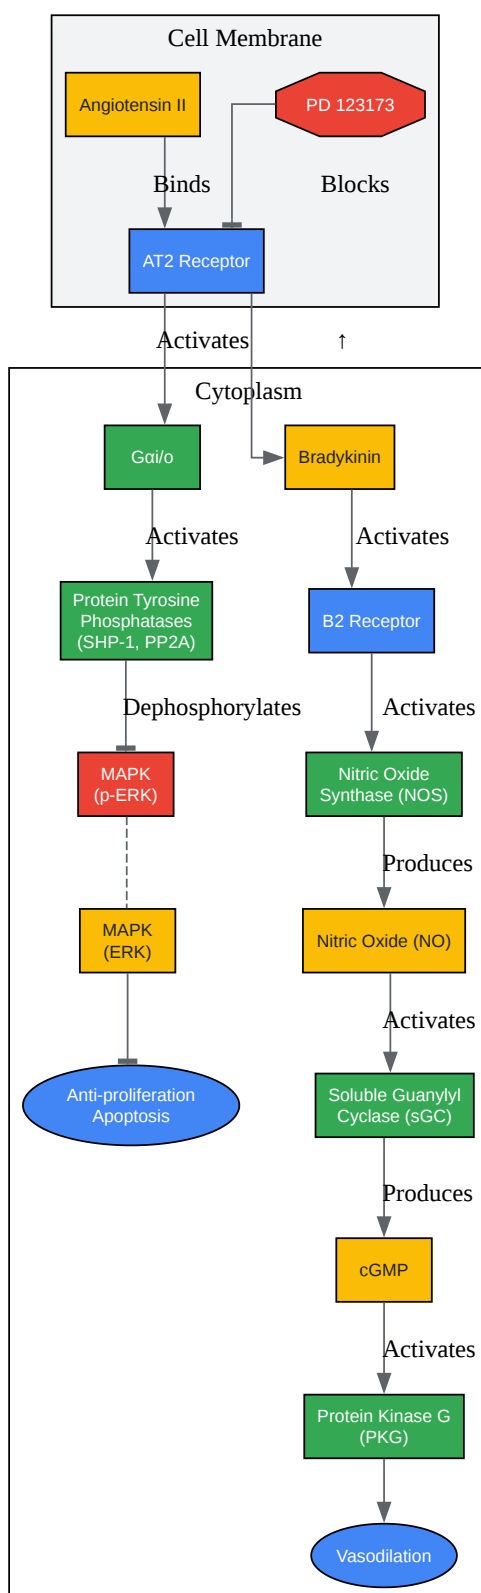 Cell Membrane
Angiotensin II
PD 123173
Binds
Blocks
AT2 Receptor
Activates
↑
Cytoplasm
Gαi/o
Bradykinin
Activates
Activates
Protein Tyrosine
Phosphatases
(SHP-1, PP2A)
B2 Receptor
Dephosphorylates
Activates
MAPK
(p-ERK)
Nitric Oxide
Synthase (NOS)
Produces
MAPK
(ERK)
Nitric Oxide (NO)
Activates
Anti-proliferation
Apoptosis
Soluble Guanylyl
Cyclase (sGC)
Produces
cGMP
Activates
Protein Kinase G
(PKG)
Vasodilation